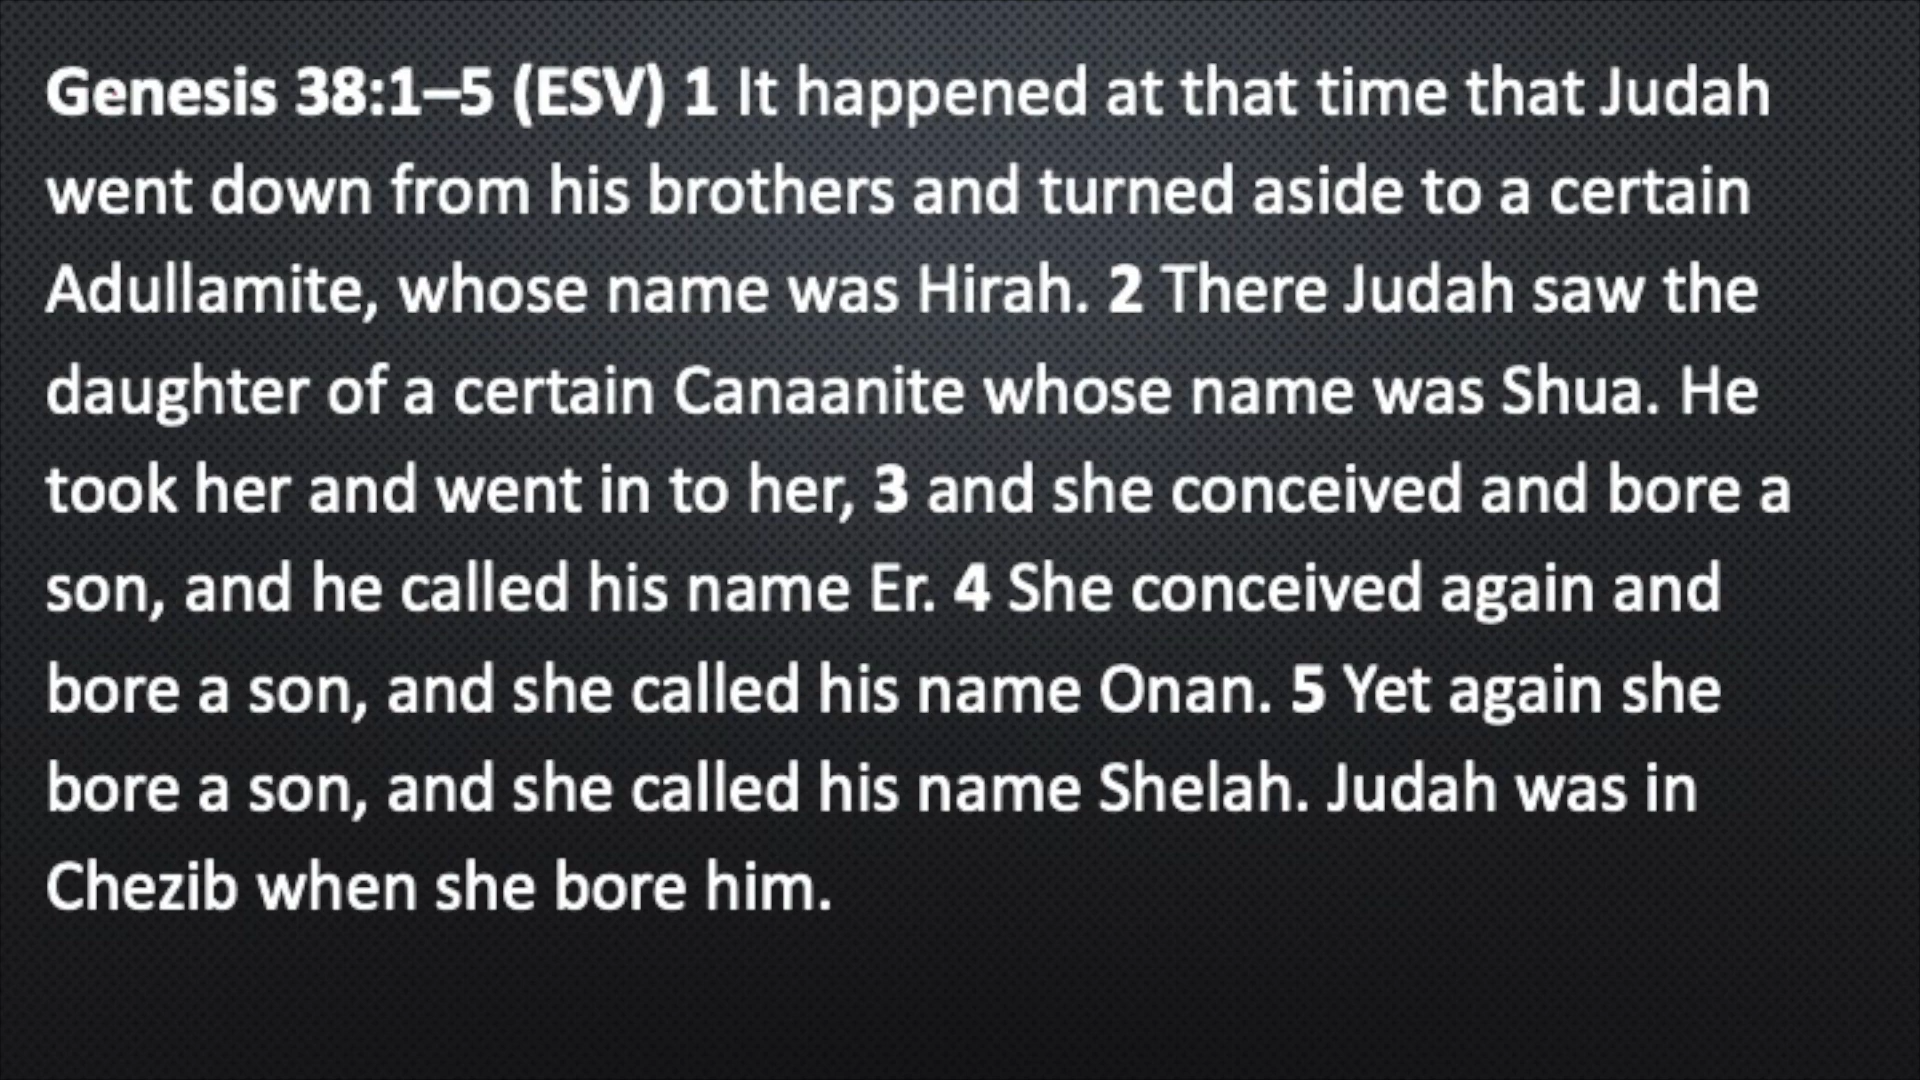 Genesis 38:1–5 (ESV) 1 It happened at that time that Judah
went down from his brothers and turned aside to a certain
Adullamite, whose name was Hirah. 2 There Judah saw the
daughter of a certain Canaanite whose name was Shua. He
took her and went in to her, 3 and she conceived and bore a
son, and he called his name Er. 4 She conceived again and
bore a son, and she called his name Onan. 5 Yet again she
bore a son, and she called his name Shelah. Judah was in
Chezib when she bore him.